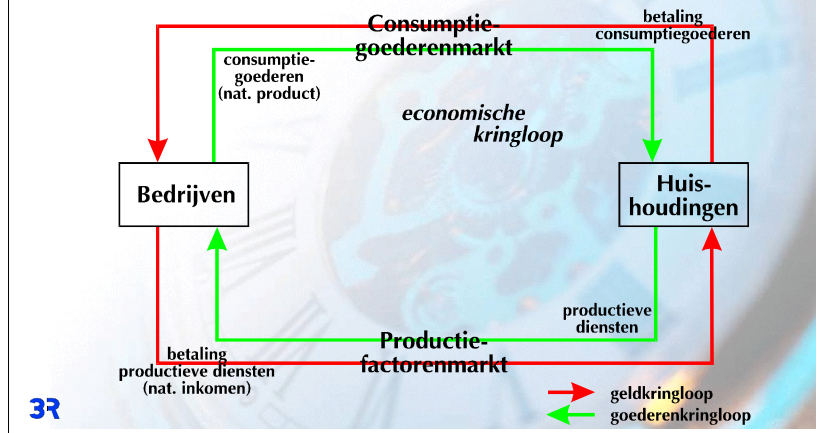 Consumptie-
goederenmarkt
betaling
consumptiegoederen
consumptie-
goederen
(nat. product)
economische
kringloop
Bedrijven
Huis-
houdingen
productieve
diensten
Productie-
factorenmarkt
betaling
productieve diensten
(nat. inkomen)
geldkringloop
goederenkringloop
3R